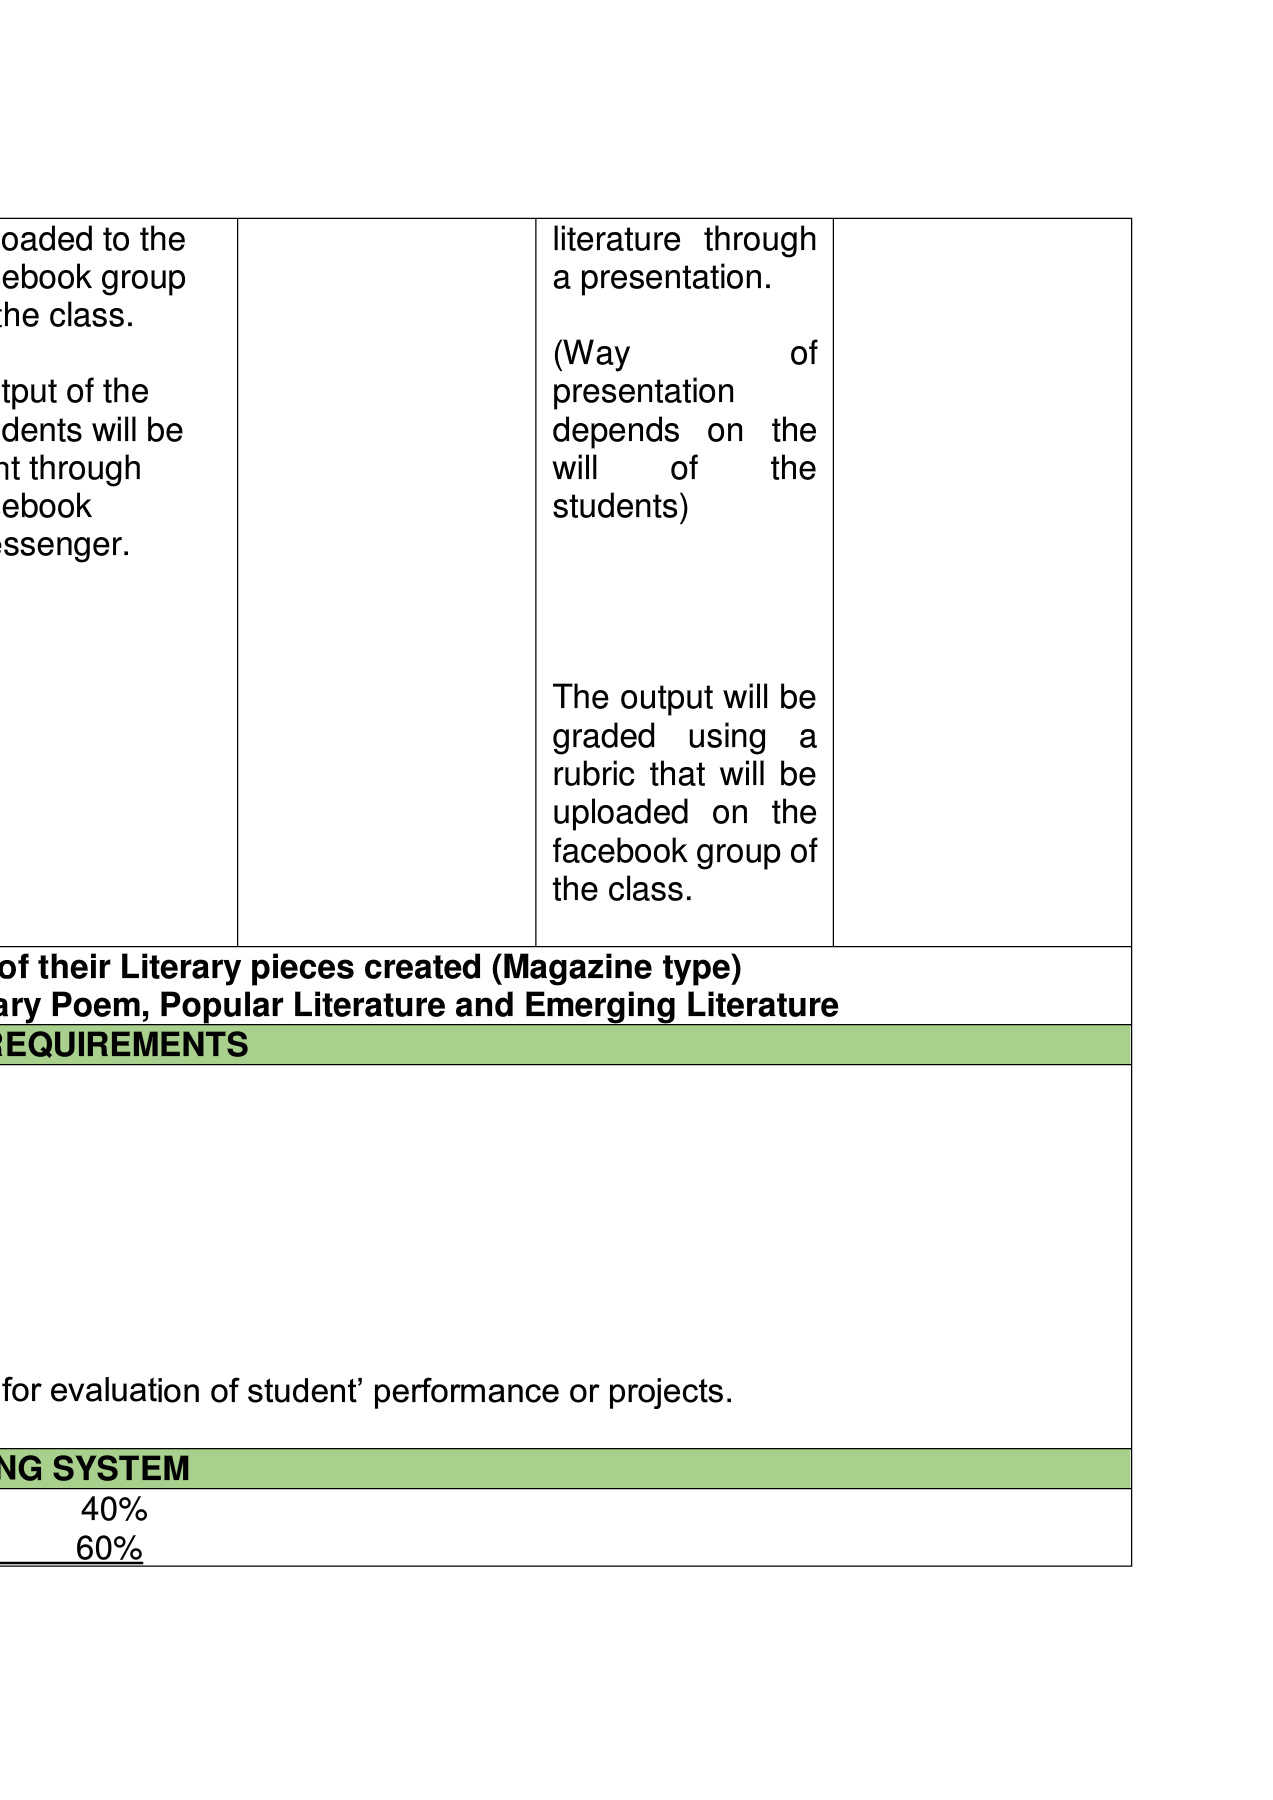 oaded to the
ebook group
the class.
tput of the
dents will be
nt through
ebook
ssenger.
literature through
a presentation.
(Way of
presentation
depends on the
will of the
students)
The output will be
graded using a
rubric that will be
uploaded on the
facebook group of
the class.
of their Literary pieces created (Magazine type)
ary Poem, Popular Literature and Emerging Literature
REQUIREMENTS
for evaluation of student’ performance or projects.
NG SYSTEM
40%
60%